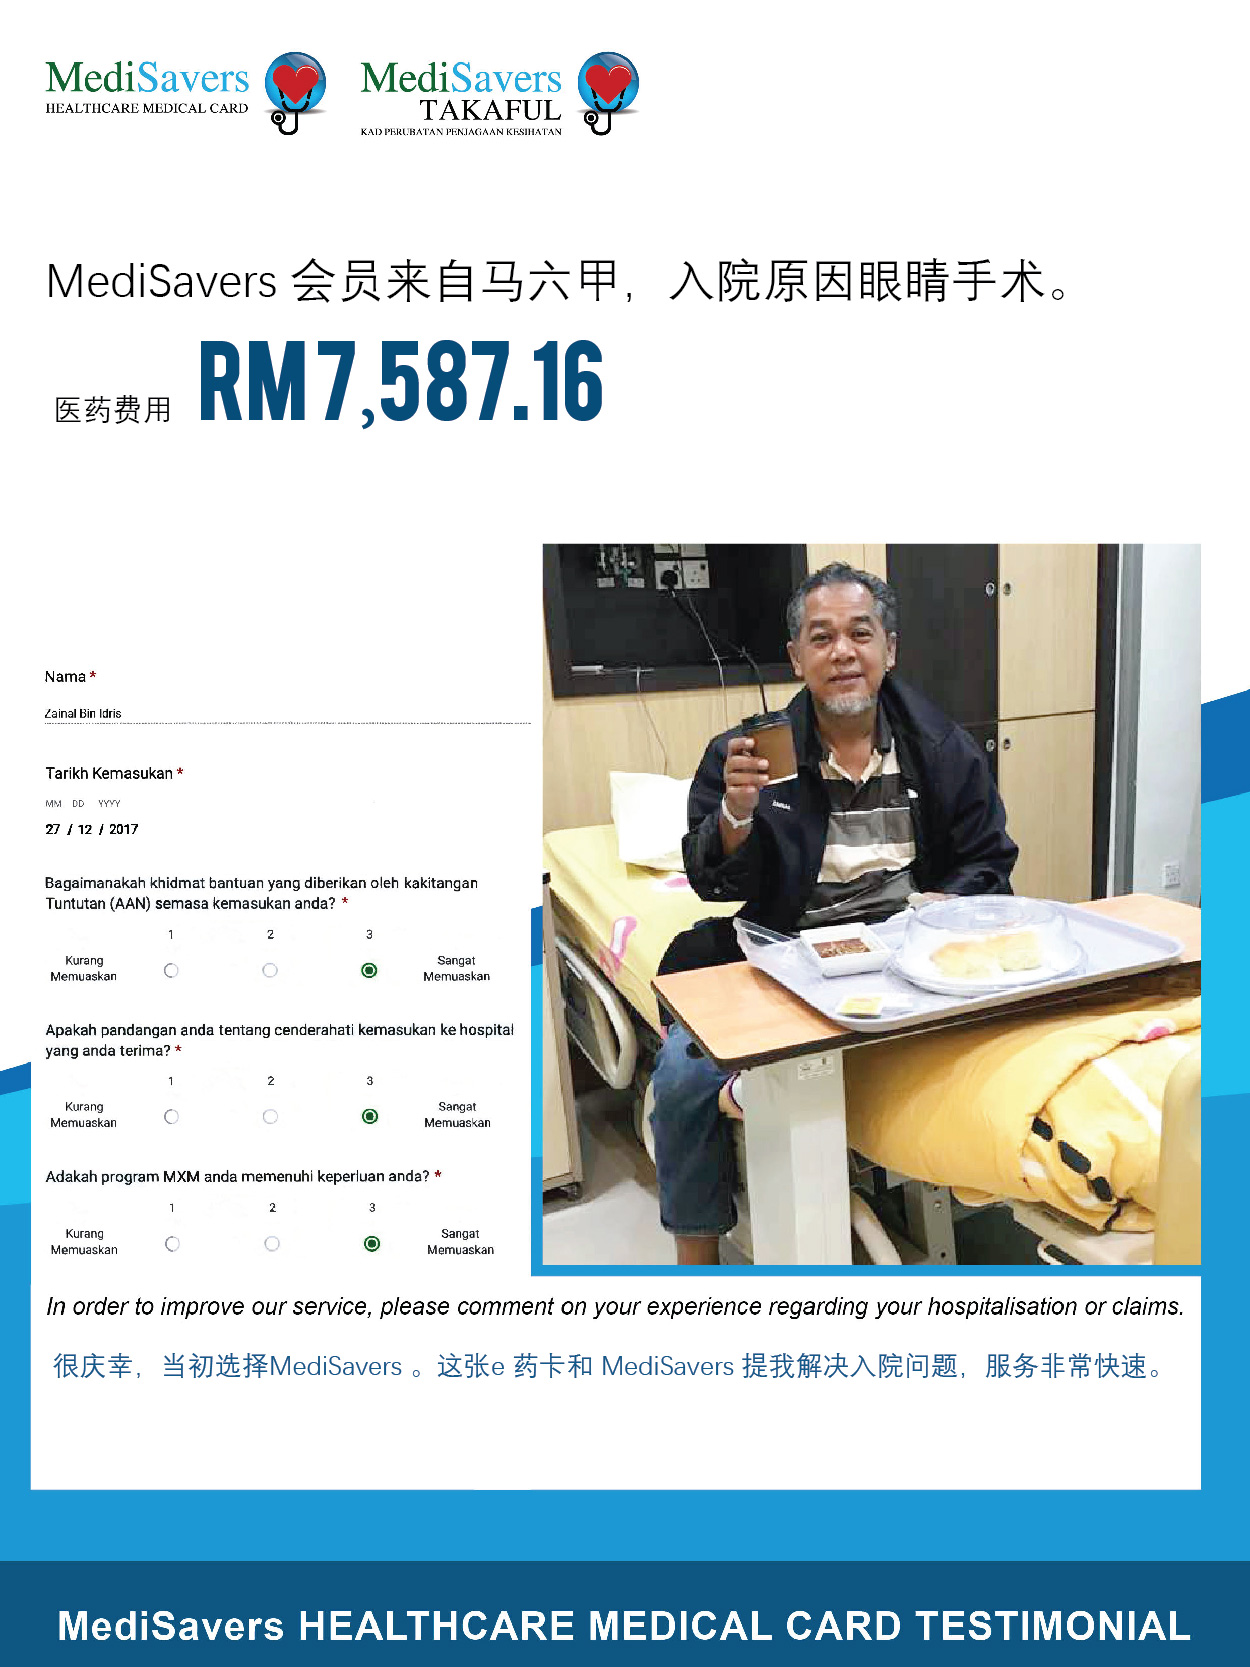 MediSavers
HEALTHCARE MEDICAL CARD
MediSavers
TAKAFUL
KAD PERUBATAN PENJAGAAN KESIHATAN
MediSavers 会员来自马六甲，入院原因眼睛手术。
医药费用 RM7,587.16
Nama *
Zainal Bin Idris
Tarikh Kemasukan *
MM DD YYYY
27 / 12 / 2017
Bagaimanakah khidmat bantuan yang diberikan oleh kakitangan
Tuntutan (AAN) semasa kemasukan anda? *
1 2 3
Kurang Memuaskan
Sangat Memuaskan
Apakah pandangan anda tentang cenderahati kemasukan ke hospital
yang anda terima? *
1 2 3
Kurang Memuaskan
Sangat Memuaskan
Adakah program MXM anda memenuhi keperluan anda? *
1 2 3
Kurang Memuaskan
Sangat Memuaskan
In order to improve our service, please comment on your experience regarding your hospitalisation or claims.
很庆幸，当初选择MediSavers 。这张e 药卡和 MediSavers 提我解决入院问题，服务非常快速。
MediSavers HEALTHCARE MEDICAL CARD TESTIMONIAL